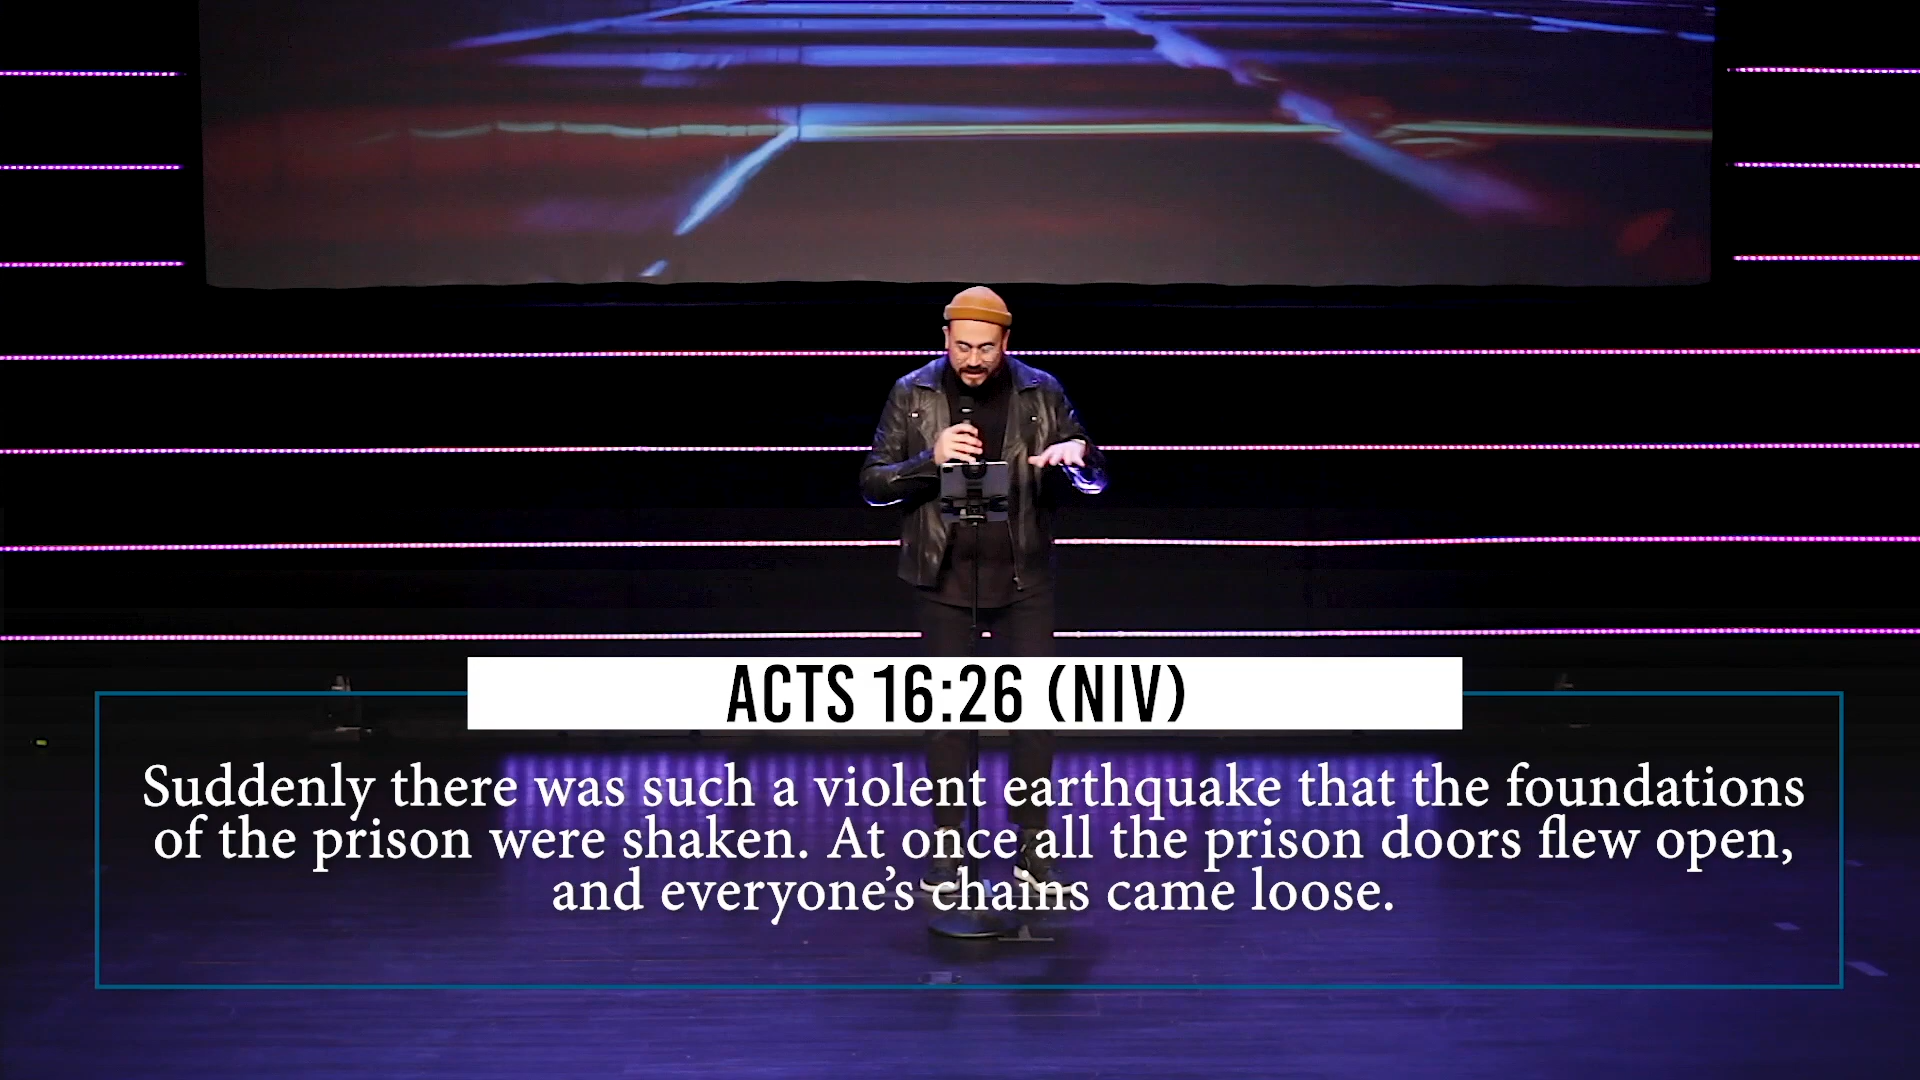 ACTS 16:26 (NIV)
Suddenly there was such a violent earthquake that the foundations
of the prison were shaken. At once all the prison doors flew open,
and everyone’s chains came loose.